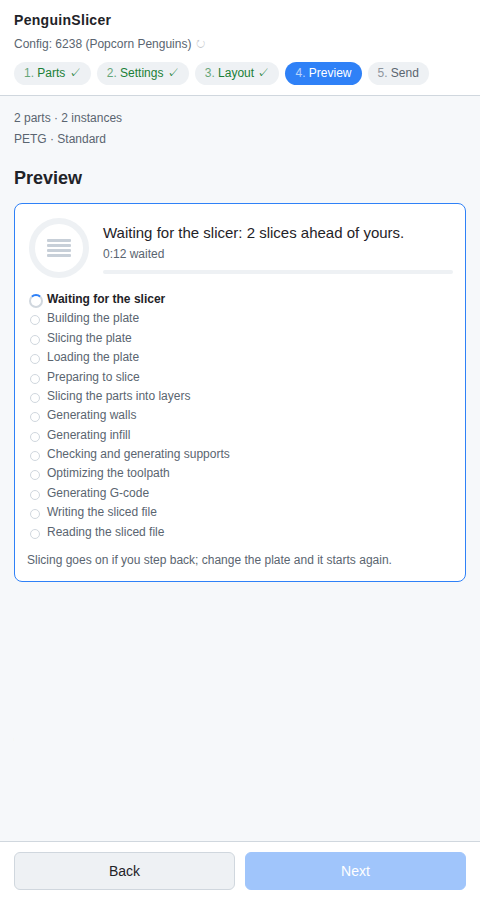 PenguinSlicer
Config: 6238 (Popcorn Penguins)
1. Parts ✓ 2. Settings ✓ 3. Layout ✓ 4. Preview 5. Send
2 parts · 2 instances
PETG · Standard
Preview
Waiting for the slicer: 2 slices ahead of yours.
0:12 waited
Waiting for the slicer
Building the plate
Slicing the plate
Loading the plate
Preparing to slice
Slicing the parts into layers
Generating walls
Generating infill
Checking and generating supports
Optimizing the toolpath
Generating G-code
Writing the sliced file
Reading the sliced file
Slicing goes on if you step back; change the plate and it starts again.
Back Next